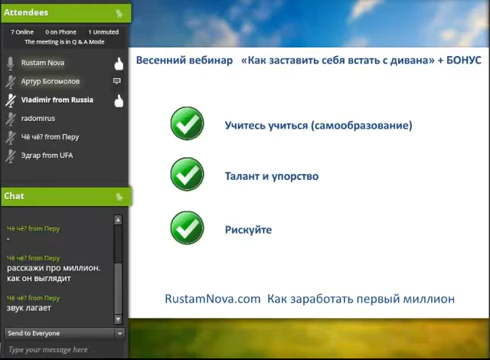 Attendees
7 Online 0 on Phone 1 Unmuted
The meeting is in Q & A Mode
Rustam Nova
Артур Богомолов
Vladimir from Russia
radomirus
Чё чё? from Перу
Эдгар from UFA
Chat
Чё чё? from Перу
-
Чё чё? from Перу
расскажи про миллион.
как он выглядит
Чё чё? from Перу
звук лагает
Send to Everyone
Type your message here
Весенний вебинар «Как заставить себя встать с дивана» + БОНУС
Учитесь учиться (самообразование)
Талант и упорство
Рискуйте
RustamNova.com Как заработать первый миллион